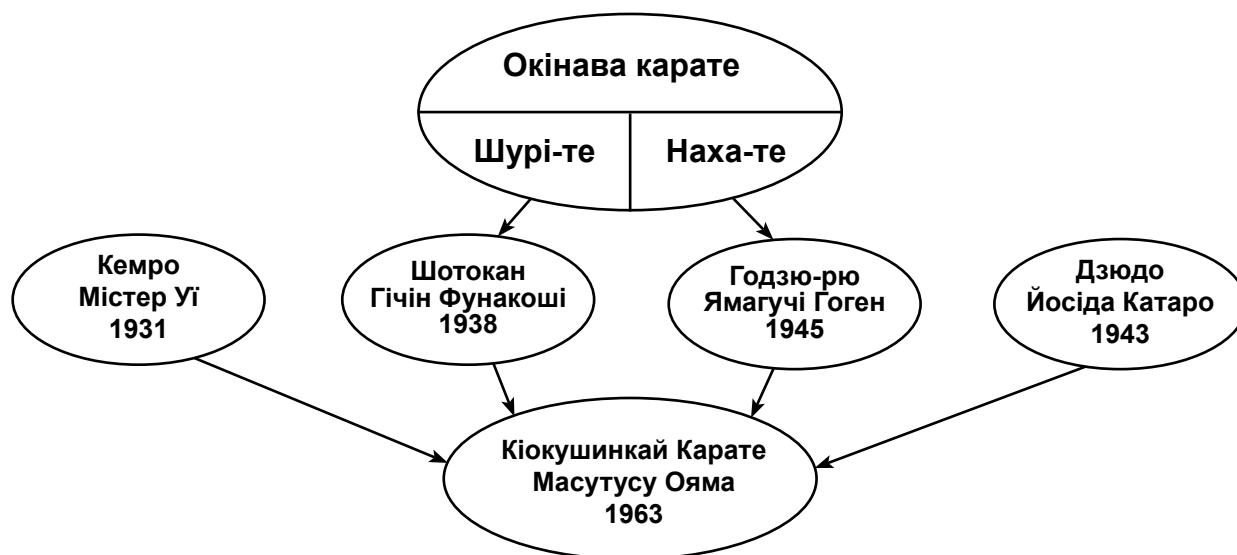 Окінава карате
Шурі-те
Наха-те
Кемро
Містер Уї
1931
Шотокан
Гічін Функоші
1938
Годзю-рю
Ямагучі Гоген
1945
Дзюдо
Йосіда Катаро
1943
Кіокушинкай Карате
Масутусу Ояма
1963